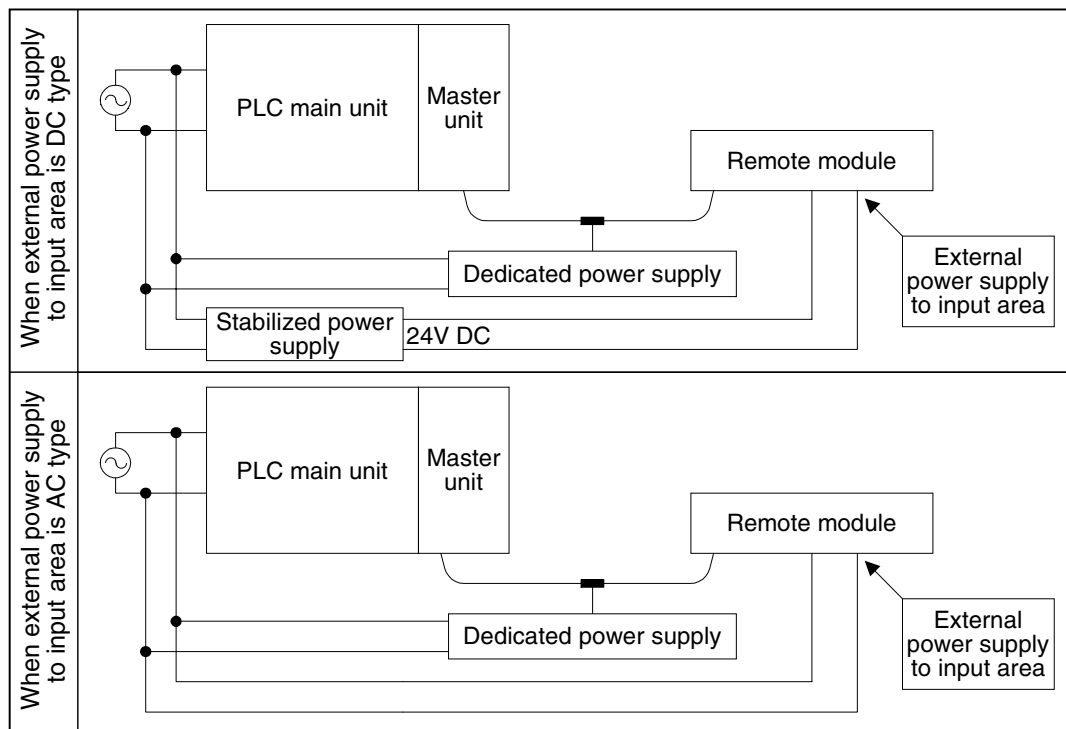 When external power supply
to input area is DC type
PLC main unit
Master
unit
Remote module
Dedicated power supply
External
power supply
to input area
Stabilized power
supply
24V DC
When external power supply
to input area is AC type
PLC main unit
Master
unit
Remote module
Dedicated power supply
External
power supply
to input area